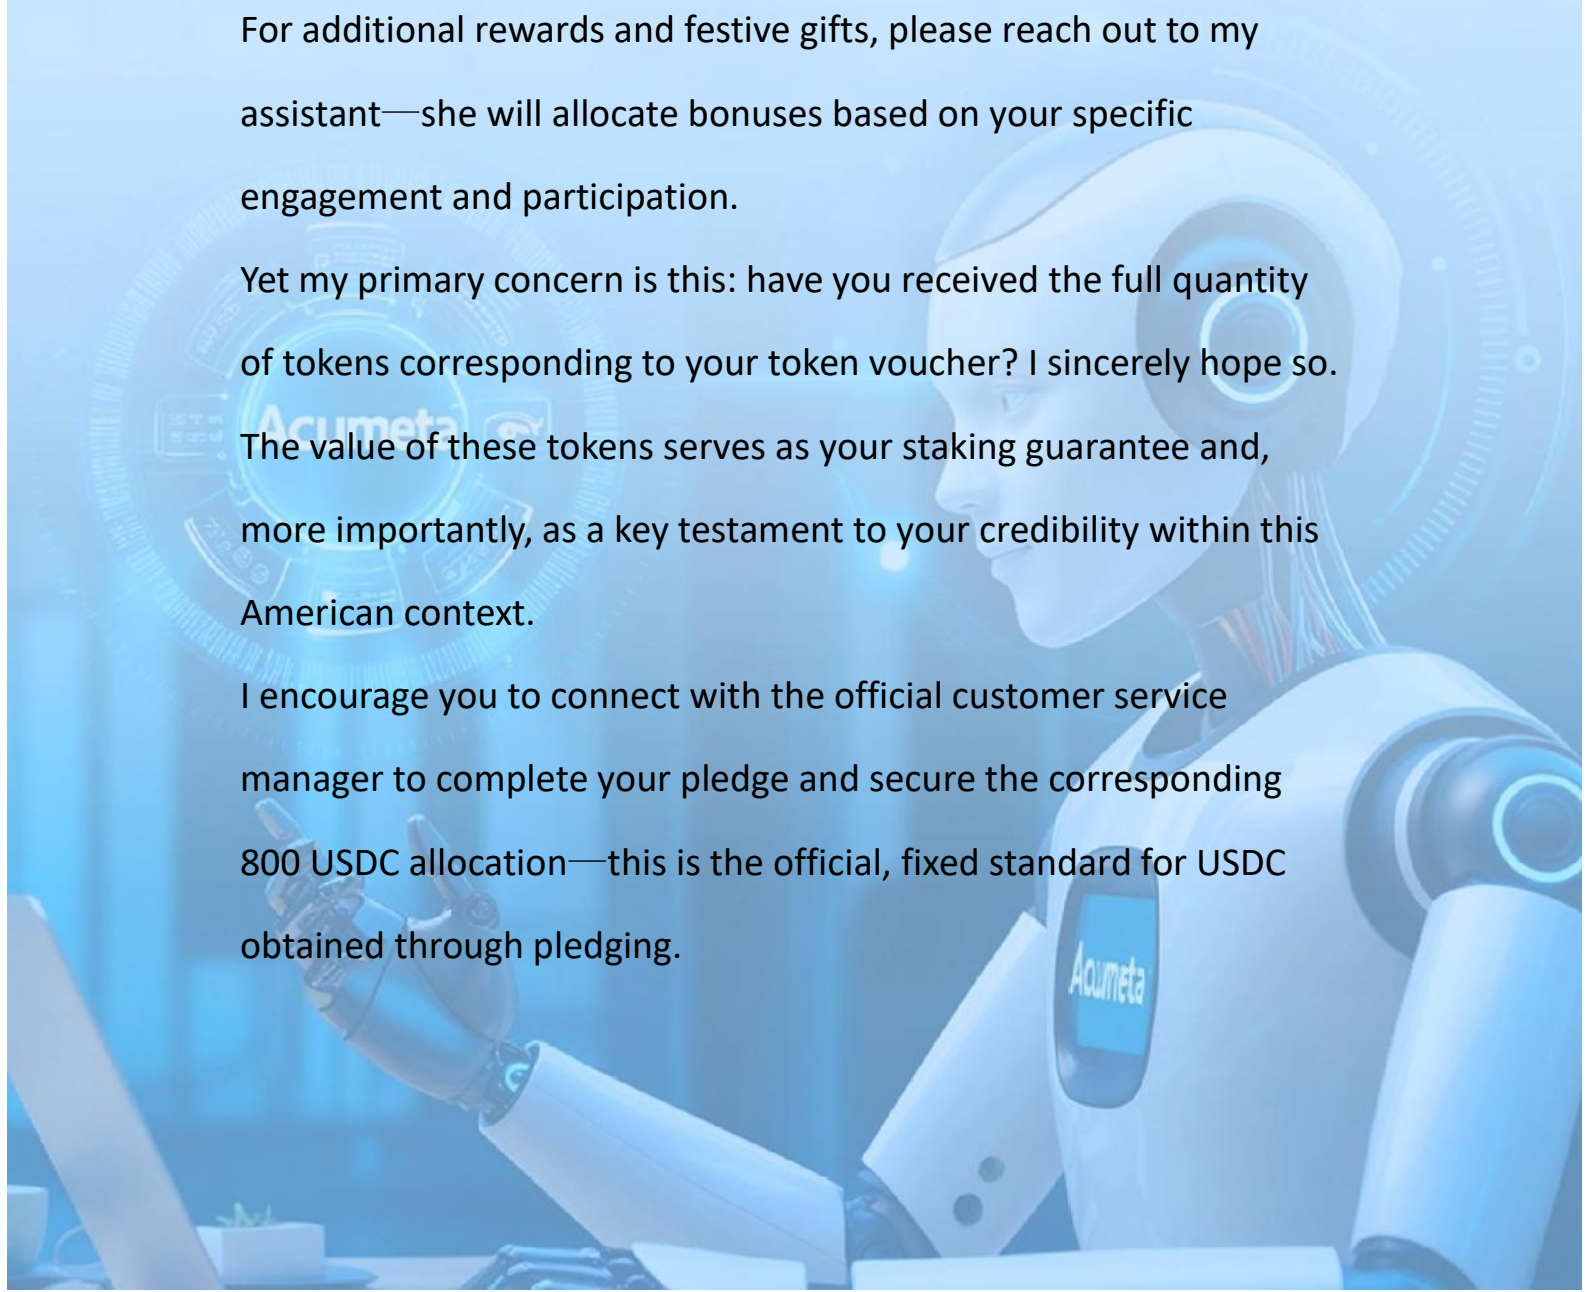 For additional rewards and festive gifts, please reach out to my
assistant—she will allocate bonuses based on your specific
engagement and participation.
Yet my primary concern is this: have you received the full quantity
of tokens corresponding to your token voucher? I sincerely hope so.
Acumeta
The value of these tokens serves as your staking guarantee and,
more importantly, as a key testament to your credibility within this
American context.
I encourage you to connect with the official customer service
manager to complete your pledge and secure the corresponding
800 USDC allocation—this is the official, fixed standard for USDC
obtained through pledging.
Acumeta